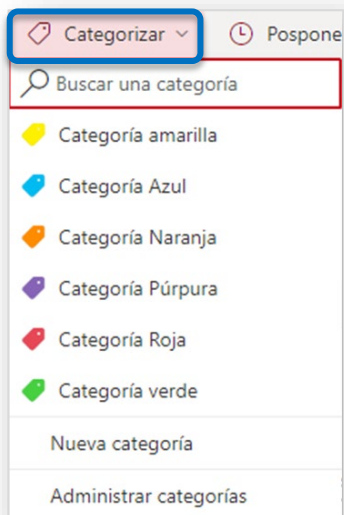 Categorizar Pospone
Buscar una categoría
Categoría amarilla
Categoría Azul
Categoría Naranja
Categoría Púrpura
Categoría Roja
Categoría verde
Nueva categoría
Administrar categorías